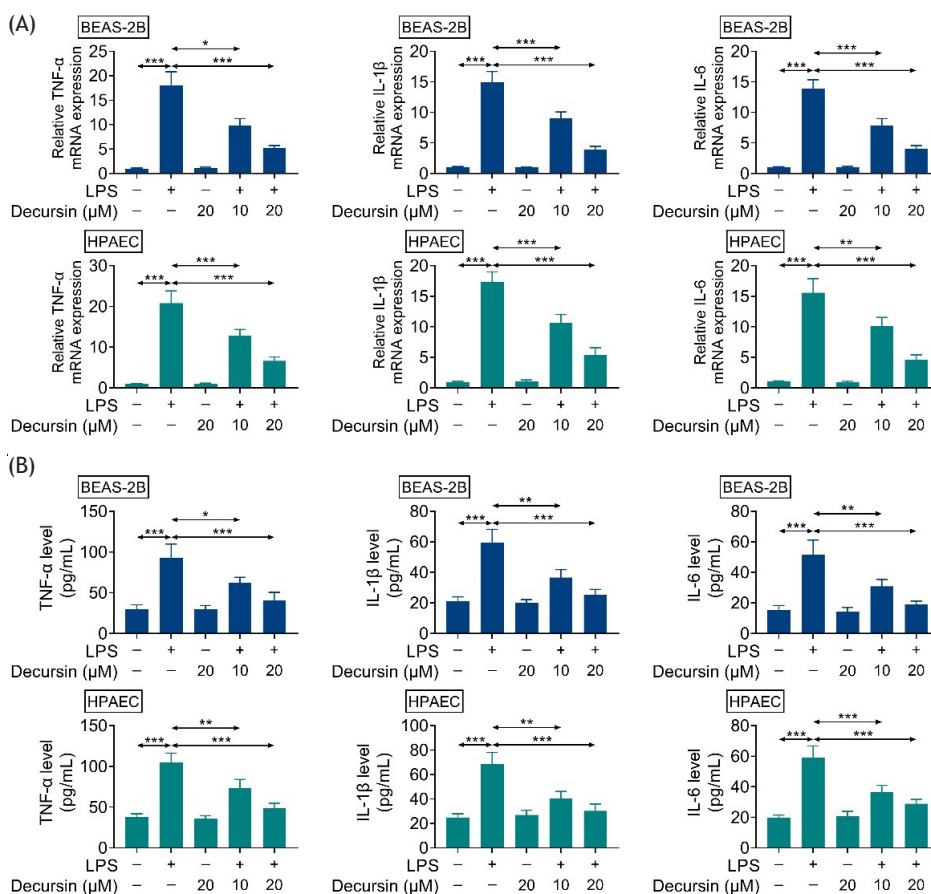 (A)
BEAS-2B
Relative TNF-α
mRNA expression
25
20
15
10
5
0
***
*
***
LPS – + – + +
Decursin (µM) – – 20 10 20
BEAS-2B
Relative IL-1β
mRNA expression
20
15
10
5
0
***
***
***
LPS – + – + +
Decursin (µM) – – 20 10 20
BEAS-2B
Relative IL-6
mRNA expression
20
15
10
5
0
***
***
***
LPS – + – + +
Decursin (µM) – – 20 10 20
HPAEC
Relative TNF-α
mRNA expression
30
20
10
0
***
***
***
LPS – + – + +
Decursin (µM) – – 20 10 20
HPAEC
Relative IL-1β
mRNA expression
20
15
10
5
0
***
***
***
LPS – + – + +
Decursin (µM) – – 20 10 20
HPAEC
Relative IL-6
mRNA expression
20
15
10
5
0
***
**
***
LPS – + – + +
Decursin (µM) – – 20 10 20
(B)
BEAS-2B
TNF-α level
(pg/mL)
150
100
50
0
***
*
***
LPS – + – + +
Decursin (µM) – – 20 10 20
BEAS-2B
IL-1β level
(pg/mL)
80
60
40
20
0
***
**
***
LPS – + – + +
Decursin (µM) – – 20 10 20
BEAS-2B
IL-6 level
(pg/mL)
80
60
40
20
0
***
**
***
LPS – + – + +
Decursin (µM) – – 20 10 20
HPAEC
TNF-α level
(pg/mL)
150
100
50
0
***
**
***
LPS – + – + +
Decursin (µM) – – 20 10 20
HPAEC
IL-1β level
(pg/mL)
100
80
60
40
20
0
***
**
***
LPS – + – + +
Decursin (µM) – – 20 10 20
HPAEC
IL-6 level
(pg/mL)
80
60
40
20
0
***
***
***
LPS – + – + +
Decursin (µM) – – 20 10 20